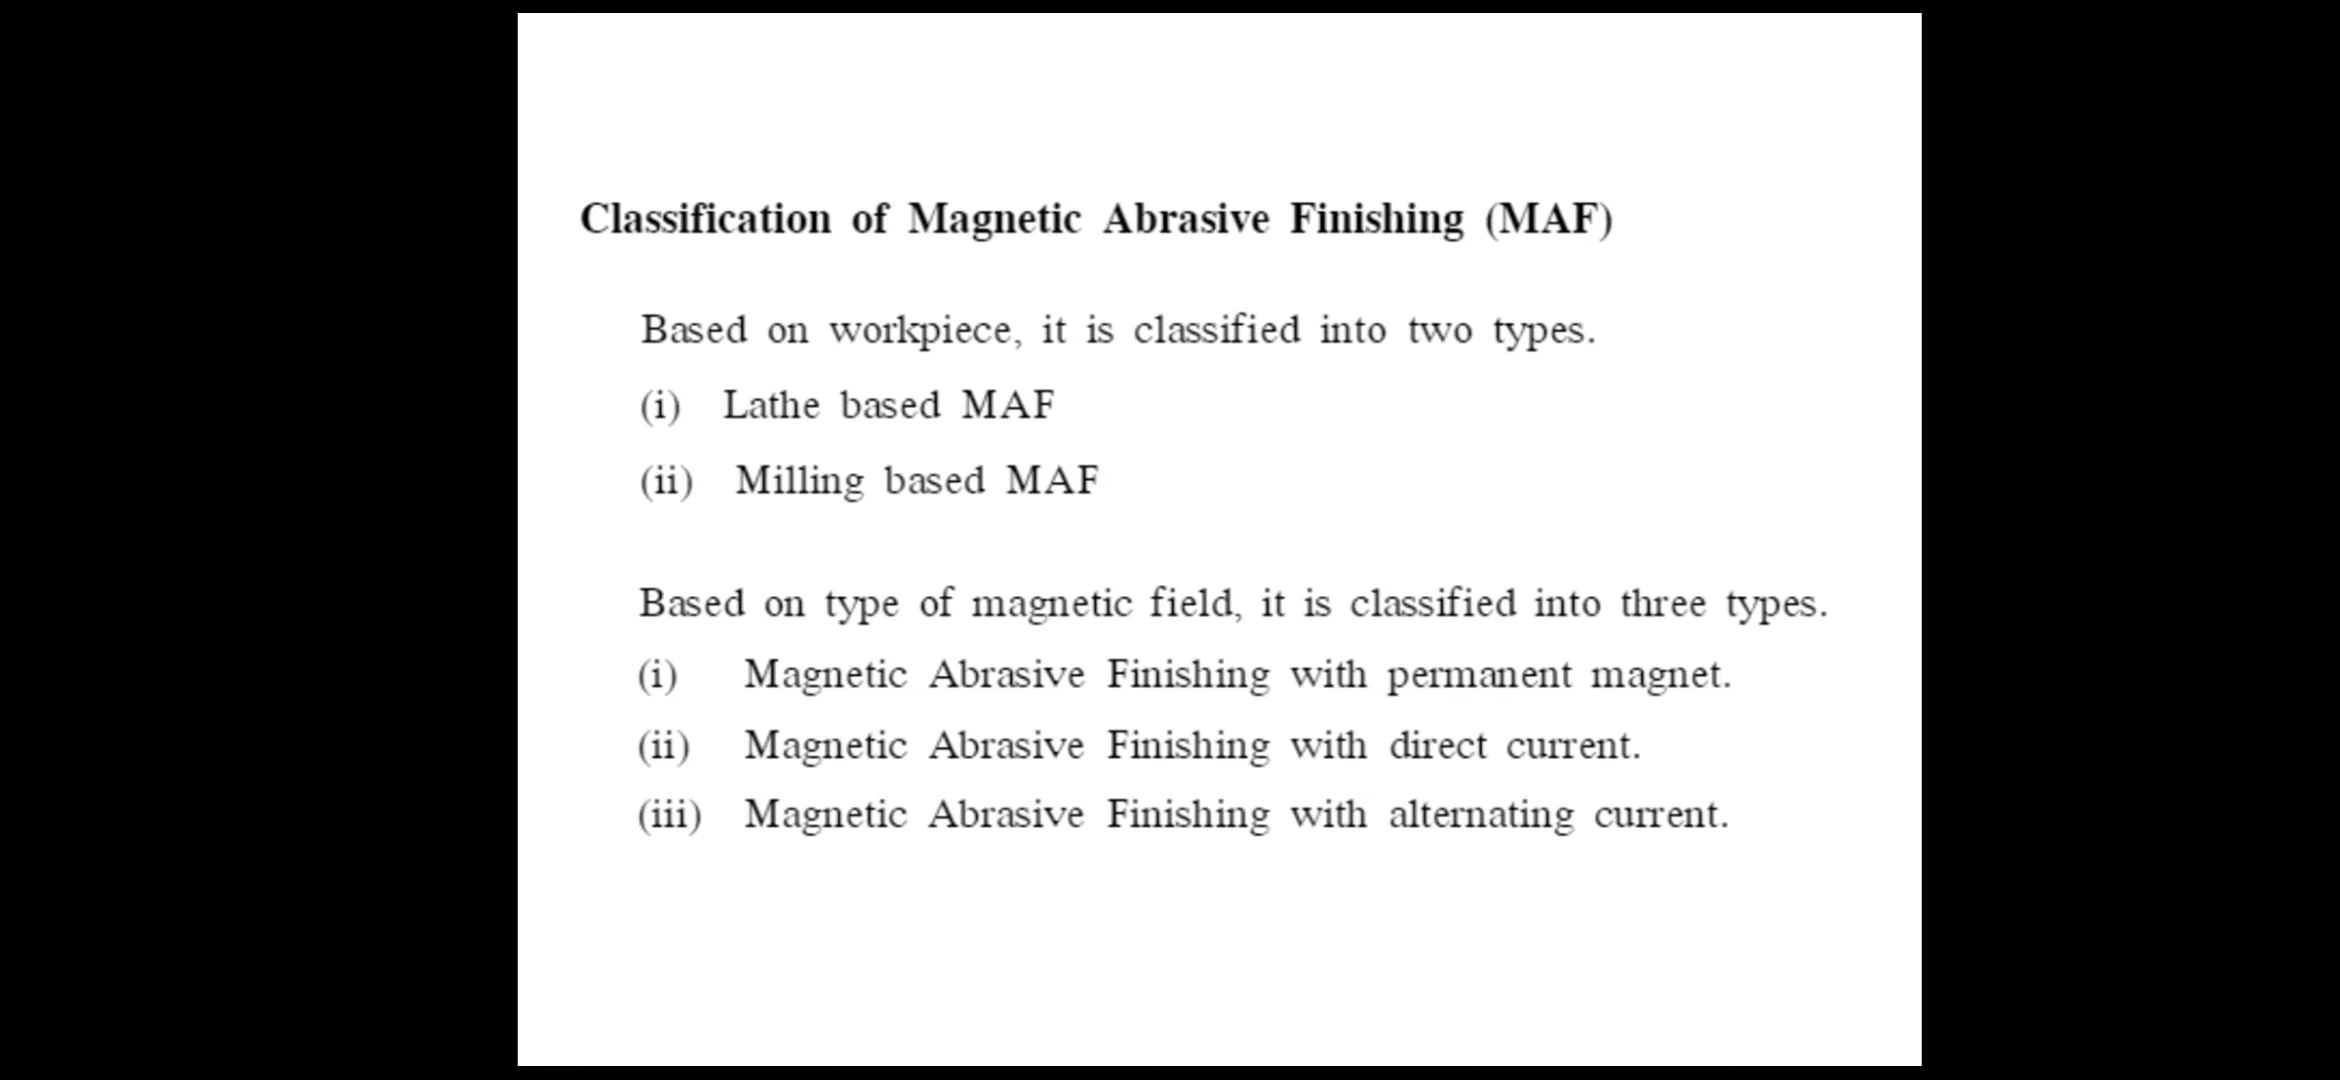 Classification of Magnetic Abrasive Finishing (MAF)
Based on workpiece, it is classified into two types.
(i) Lathe based MAF
(ii) Milling based MAF
Based on type of magnetic field, it is classified into three types.
(i) Magnetic Abrasive Finishing with permanent magnet.
(ii) Magnetic Abrasive Finishing with direct current.
(iii) Magnetic Abrasive Finishing with alternating current.